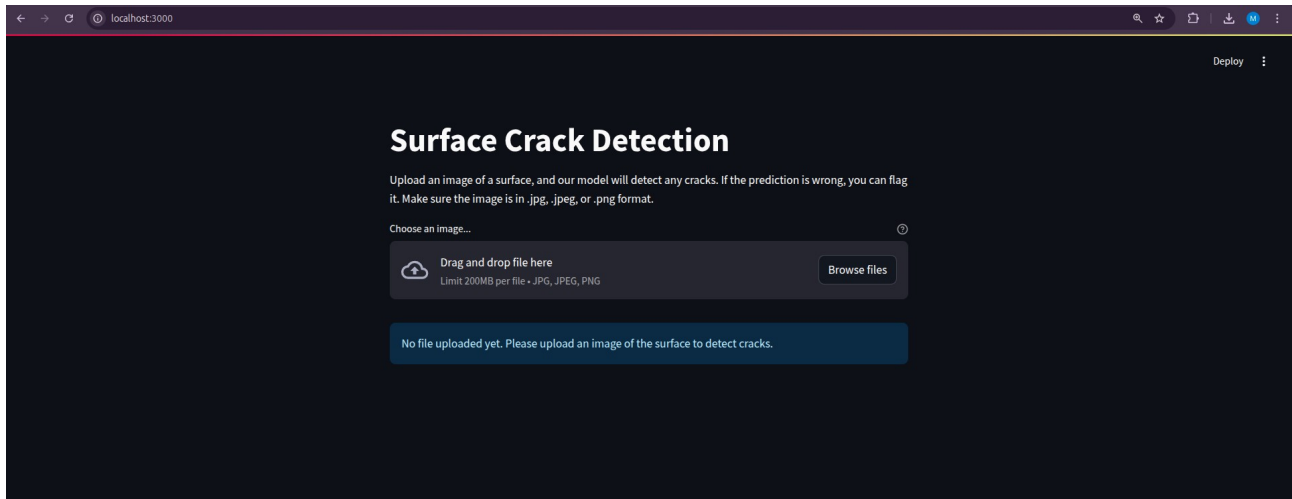 localhost:3000
M
Deploy
Surface Crack Detection
Upload an image of a surface, and our model will detect any cracks. If the prediction is wrong, you can flag
it. Make sure the image is in .jpg, .jpeg, or .png format.
Choose an image...
Drag and drop file here
Limit 200MB per file • JPG, JPEG, PNG
Browse files
No file uploaded yet. Please upload an image of the surface to detect cracks.